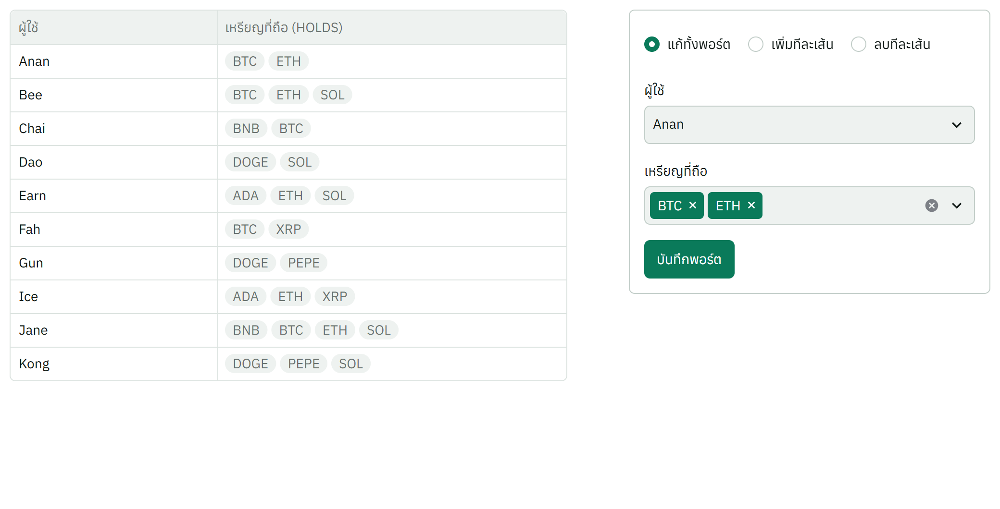 ผู้ใช้ เหรียญที่ถือ (HOLDS)
Anan BTC ETH
Bee BTC ETH SOL
Chai BNB BTC
Dao DOGE SOL
Earn ADA ETH SOL
Fah BTC XRP
Gun DOGE PEPE
Ice ADA ETH XRP
Jane BNB BTC ETH SOL
Kong DOGE PEPE SOL
แก้ทั้งพอร์ต เพิ่มทีละเส้น ลบทีละเส้น
ผู้ใช้
Anan
เหรียญที่ถือ
BTC ETH
บันทึกพอร์ต